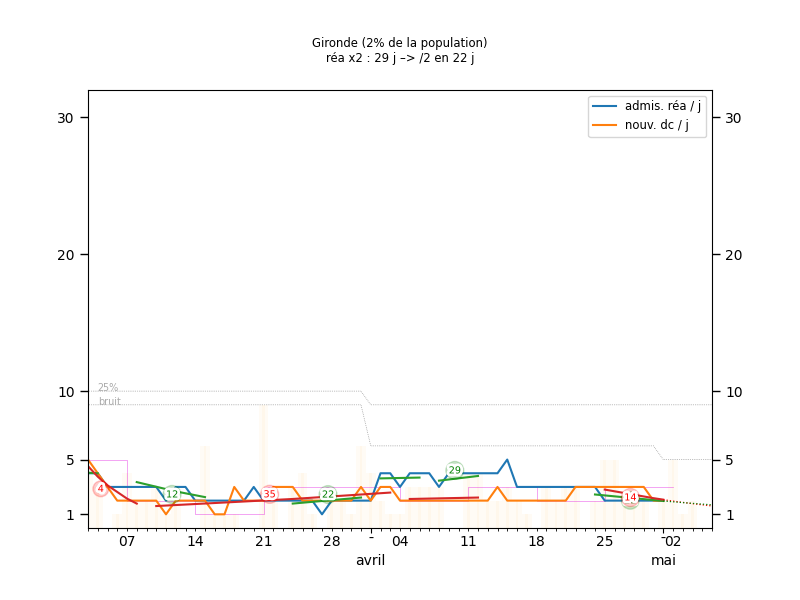 Gironde (2% de la population)
réa x2 : 29 j –> /2 en 22 j
admis. réa / j
nouv. dc / j
30 30
20 20
10 10
25%
bruit
5 5
4 12 35 22 29 14
1 1
07 14 21 28 - 04 11 18 25 -02
avril mai